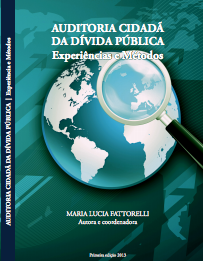 AUDITORIA CIDADÃ
DA DÍVIDA PÚBLICA
Experiências e Métodos
MARIA LUCIA FATTORELLI
Autora e coordenadora
Primeira edição 2013
AUDITORIA CIDADÃ DA DÍVIDA PÚBLICA | Experiência e Métodos